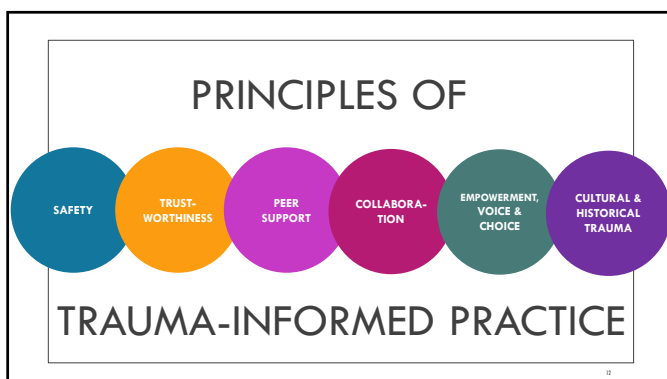 PRINCIPLES OF
SAFETY
TRUST-
WORTHINESS
PEER
SUPPORT
COLLABORA-
TION
EMPOWERMENT,
VOICE &
CHOICE
CULTURAL &
HISTORICAL
TRAUMA
TRAUMA-INFORMED PRACTICE
12